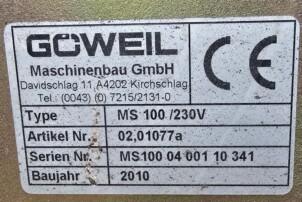 GÖWEIL CE
Maschinenbau GmbH
Davidschlag 11 A4202 Kirchschlag
Tel.: (0043) (0) 7215/2131-0
Type MS 100 /230V
Artikel Nr. 02,01077a
Serien Nr. MS100 04 001 10 341
Baujahr 2010